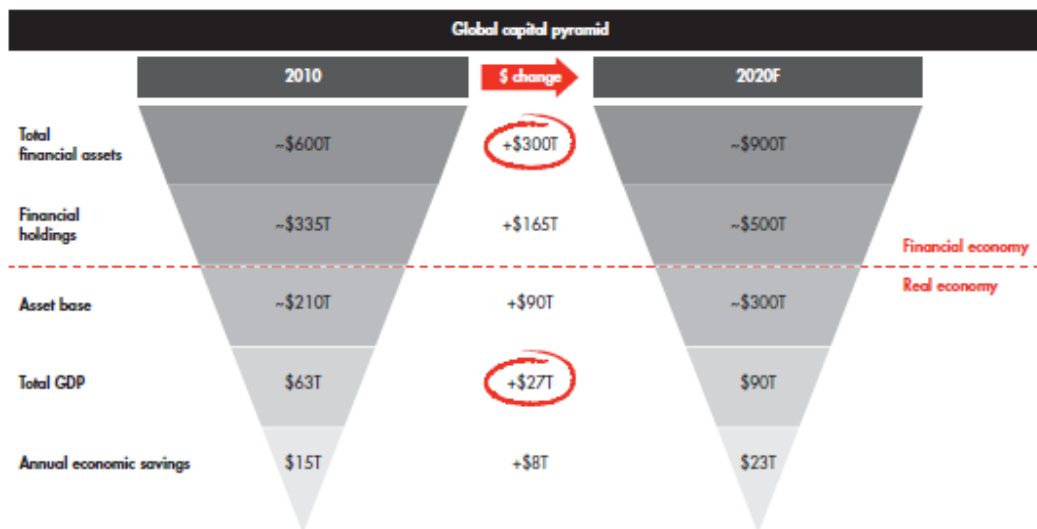 Global capital pyramid
2010
$ change
2020F
Total
financial assets
~$600T
+$300T
~$900T
Financial
holdings
~$335T
+$165T
~$500T
Financial economy
Real economy
Asset base
~$210T
+$90T
~$300T
Total GDP
$63T
+$27T
$90T
Annual economic savings
$15T
+$8T
$23T